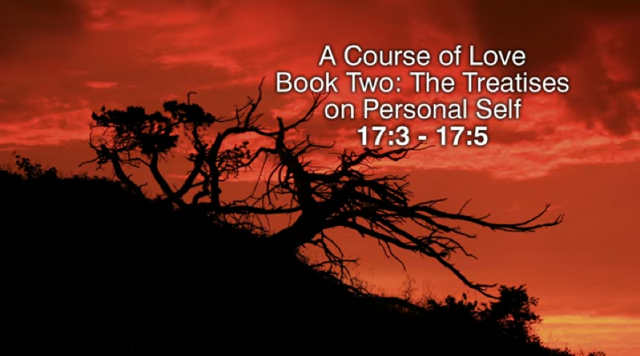 A Course of Love
Book Two: The Treatises
on Personal Self
17:3 - 17:5